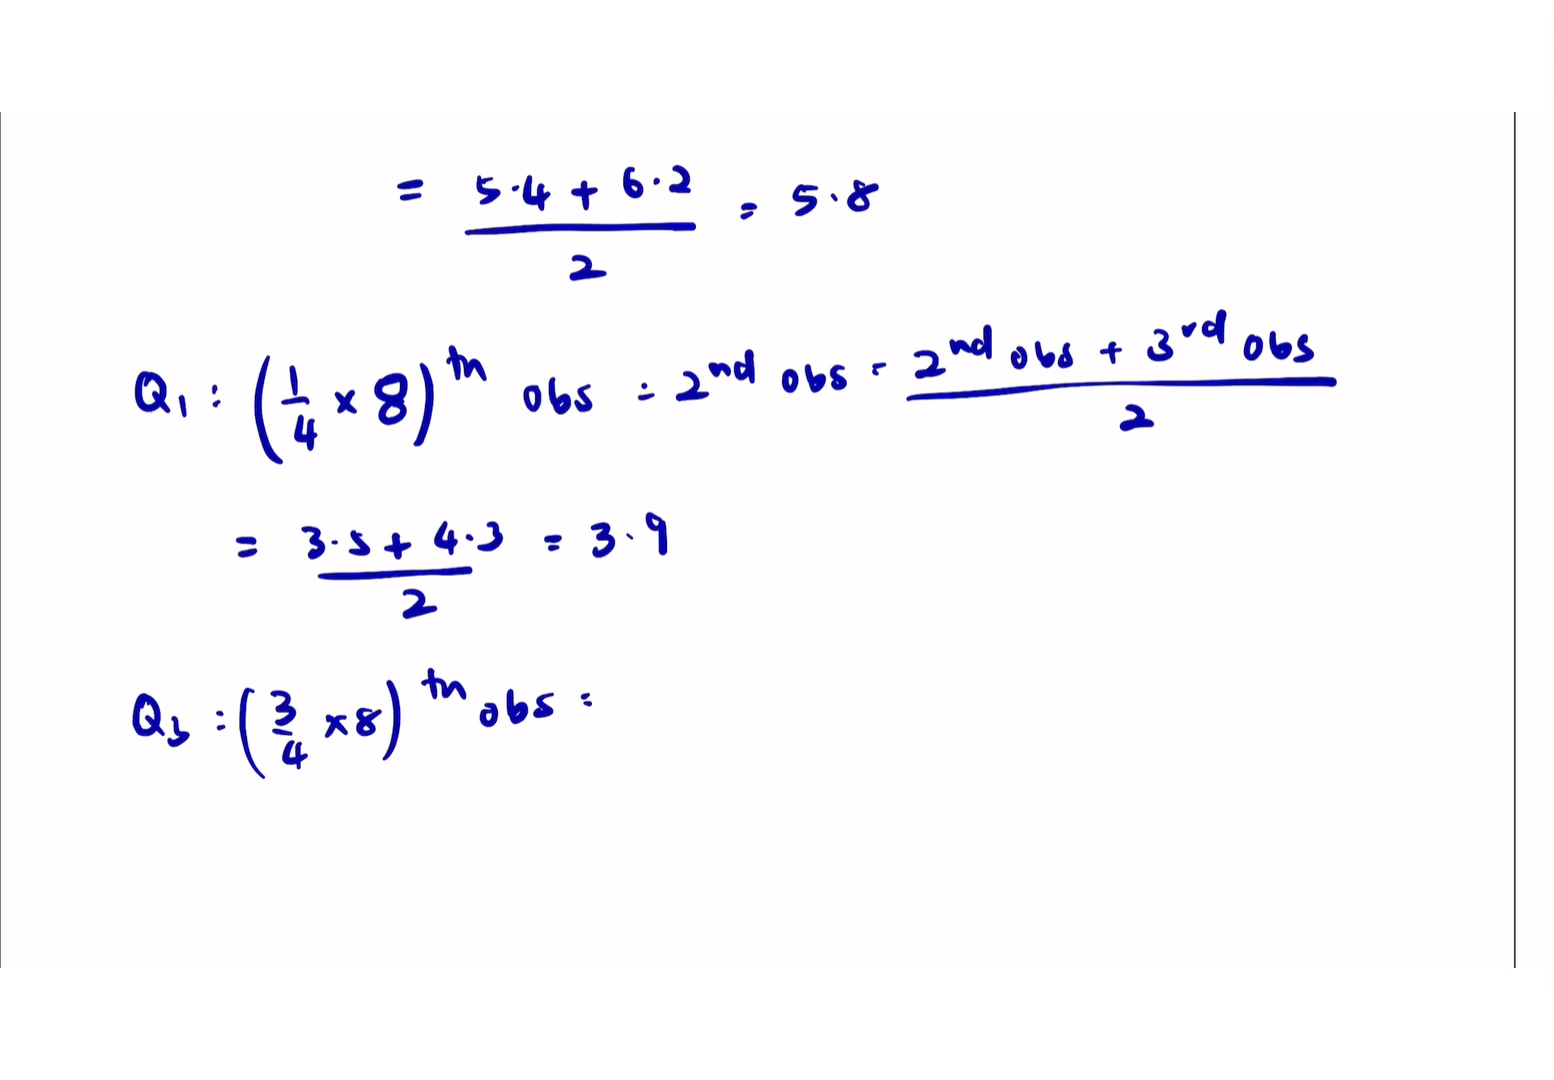 = (5.4 + 6.2)/2 = 5.8
Q₁ : (1/4 × 8)ᵗʰ obs = 2ⁿᵈ obs = (2ⁿᵈ obs + 3ʳᵈ obs)/2
= (3.5 + 4.3)/2 = 3.9
Q₃ : (3/4 × 8)ᵗʰ obs =